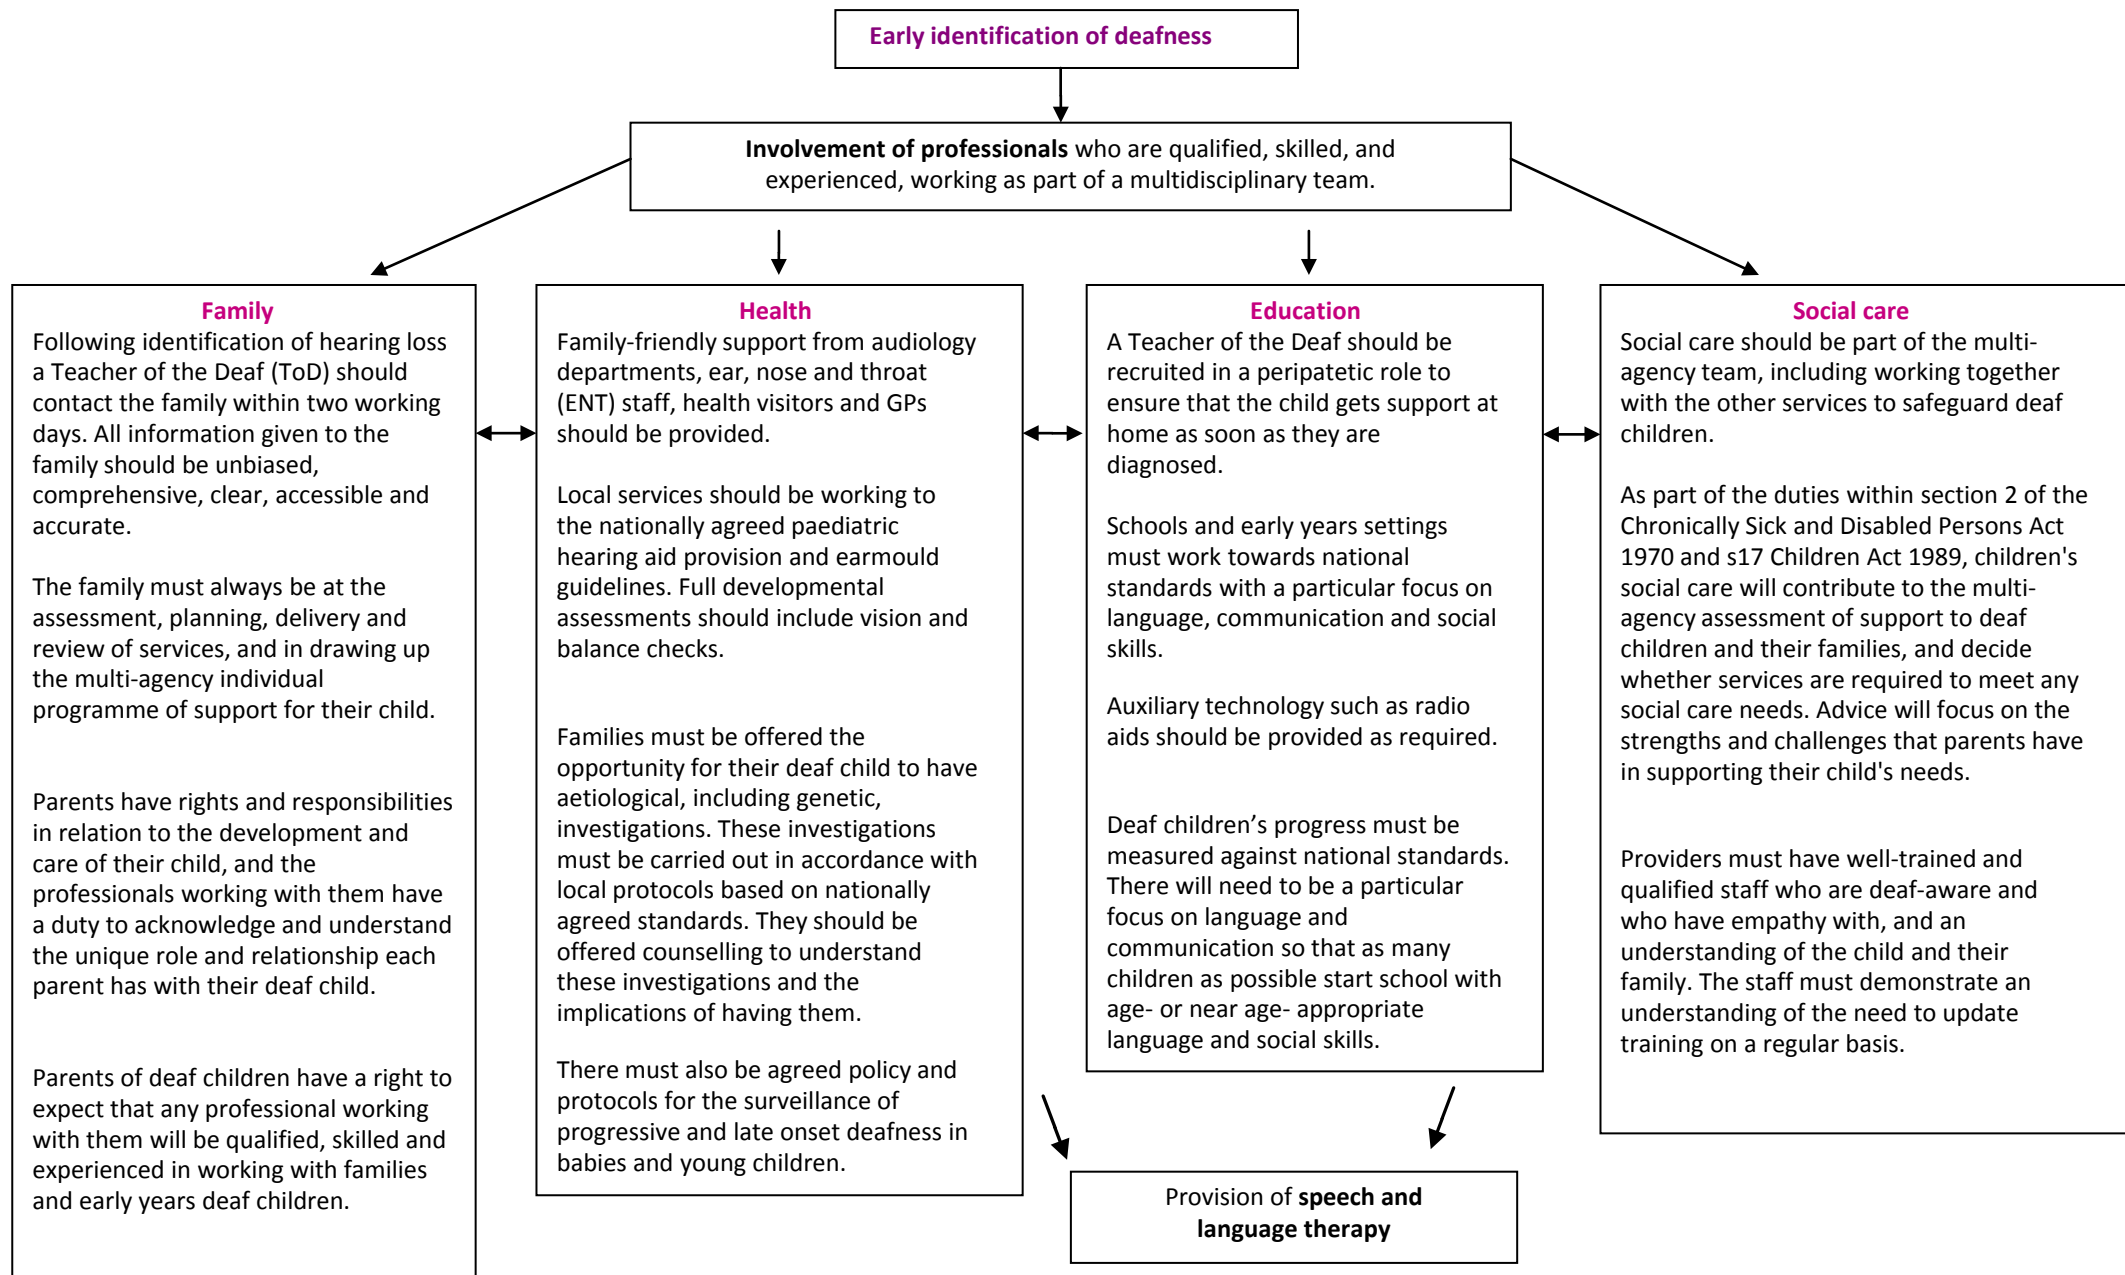 Early identification of deafness
Involvement of professionals who are qualified, skilled, and
experienced, working as part of a multidisciplinary team.
Family
Following identification of hearing loss
a Teacher of the Deaf (ToD) should
contact the family within two working
days. All information given to the
family should be unbiased,
comprehensive, clear, accessible and
accurate.
The family must always be at the
assessment, planning, delivery and
review of services, and in drawing up
the multi-agency individual
programme of support for their child.
Parents have rights and responsibilities
in relation to the development and
care of their child, and the
professionals working with them have
a duty to acknowledge and understand
the unique role and relationship each
parent has with their deaf child.
Parents of deaf children have a right to
expect that any professional working
with them will be qualified, skilled and
experienced in working with families
and early years deaf children.
Health
Family-friendly support from audiology
departments, ear, nose and throat
(ENT) staff, health visitors and GPs
should be provided.
Local services should be working to
the nationally agreed paediatric
hearing aid provision and earmould
guidelines. Full developmental
assessments should include vision and
balance checks.
Families must be offered the
opportunity for their deaf child to have
aetiological, including genetic,
investigations. These investigations
must be carried out in accordance with
local protocols based on nationally
agreed standards. They should be
offered counselling to understand
these investigations and the
implications of having them.
There must also be agreed policy and
protocols for the surveillance of
progressive and late onset deafness in
babies and young children.
Education
A Teacher of the Deaf should be
recruited in a peripatetic role to
ensure that the child gets support at
home as soon as they are
diagnosed.
Schools and early years settings
must work towards national
standards with a particular focus on
language, communication and social
skills.
Auxiliary technology such as radio
aids should be provided as required.
Deaf children’s progress must be
measured against national standards.
There will need to be a particular
focus on language and
communication so that as many
children as possible start school with
age- or near age- appropriate
language and social skills.
Social care
Social care should be part of the multi-
agency team, including working together
with the other services to safeguard deaf
children.
As part of the duties within section 2 of the
Chronically Sick and Disabled Persons Act
1970 and s17 Children Act 1989, children's
social care will contribute to the multi-
agency assessment of support to deaf
children and their families, and decide
whether services are required to meet any
social care needs. Advice will focus on the
strengths and challenges that parents have
in supporting their child's needs.
Providers must have well-trained and
qualified staff who are deaf-aware and
who have empathy with, and an
understanding of the child and their
family. The staff must demonstrate an
understanding of the need to update
training on a regular basis.
Provision of speech and
language therapy